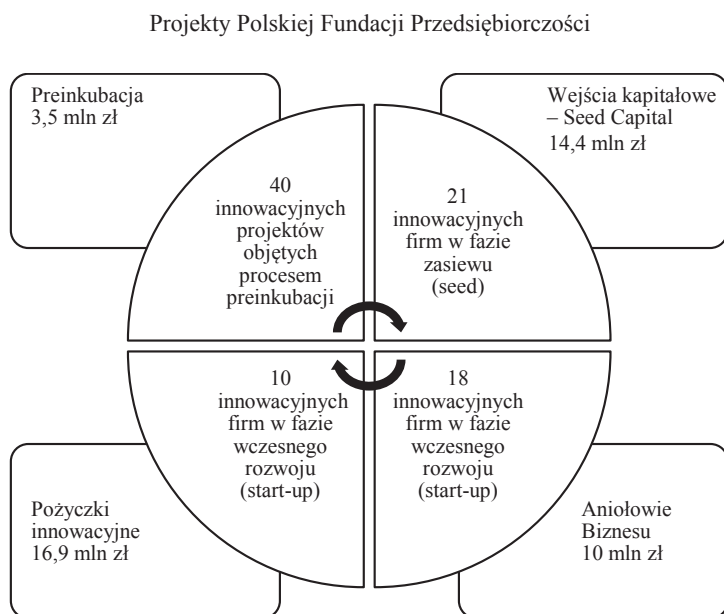 Projekty Polskiej Fundacji Przedsiębiorczości
Preinkubacja
3,5 mln zł
Wejścia kapitałowe
– Seed Capital
14,4 mln zł
40
innowacyjnych
projektów
objętych
procesem
preinkubacji
21
innowacyjnych
firm w fazie
zasiewu
(seed)
10
innowacyjnych
firm w fazie
wczesnego
rozwoju
(start-up)
18
innowacyjnych
firm w fazie
wczesnego
rozwoju
(start-up)
Pożyczki
innowacyjne
16,9 mln zł
Aniołowie
Biznesu
10 mln zł